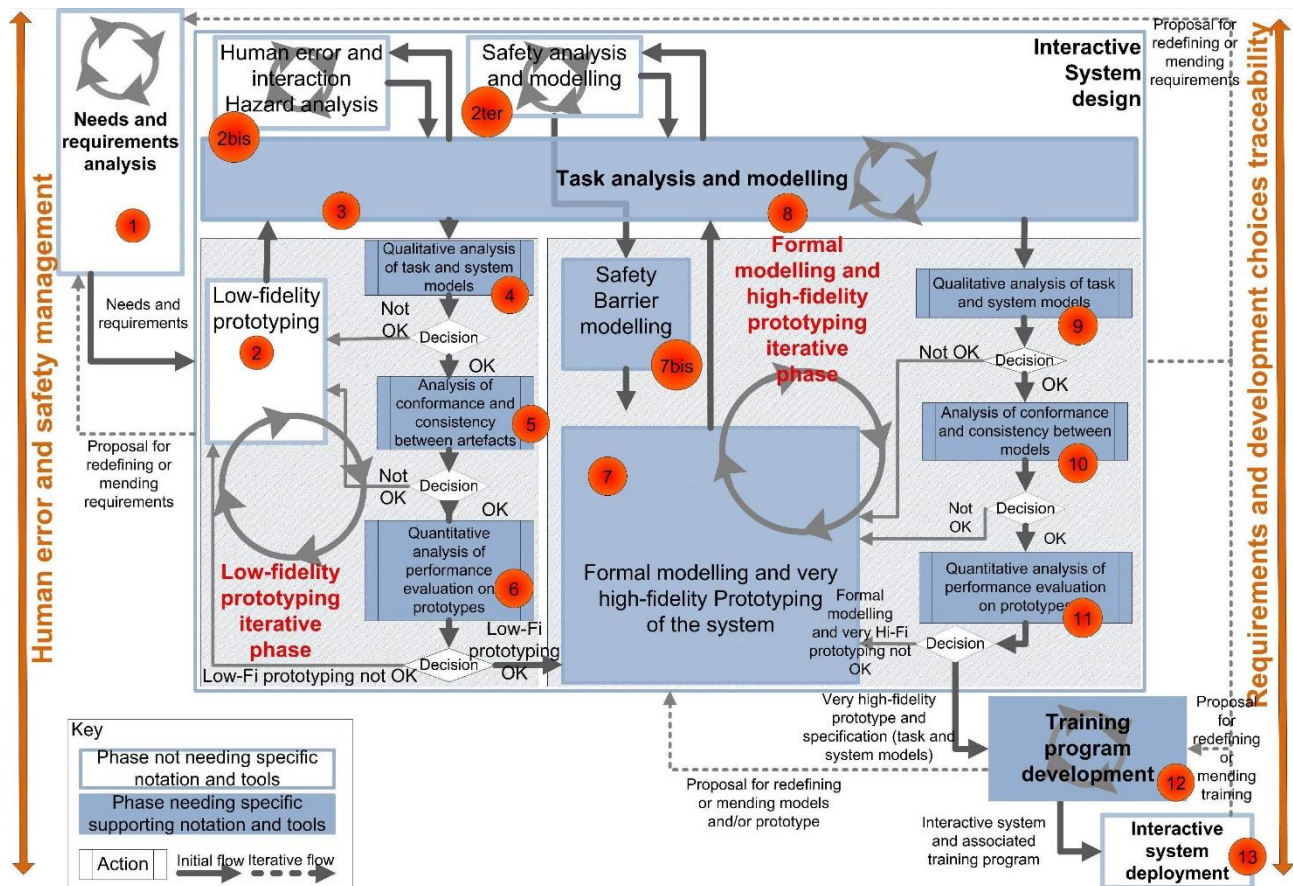 Human error and safety management
Requirements and development choices traceability
Needs and
requirements
analysis
1
Human error and
interaction
Hazard analysis
2bis
Safety analysis
and modelling
2ter
Interactive
System
design
Proposal for
redefining or
mending
requirements
Task analysis and modelling
3
8
Needs and
requirements
Low-fidelity
prototyping
2
Proposal for
redefining or
mending
requirements
Qualitative analysis
of task and system
models
4
Not
OK
Decision
OK
Analysis of
conformance and
consistency between
artefacts
5
Not
OK
Decision
OK
Quantitative
analysis of
performance
evaluation on
prototypes
6
Low-fidelity
prototyping
iterative
phase
Low-Fi prototyping not OK
Decision
Low-Fi
prototyping
OK
Safety
Barrier
modelling
7bis
Formal
modelling and
high-fidelity
prototyping
iterative
phase
7
Formal modelling and very
high-fidelity Prototyping
of the system
Qualitative analysis of task
and system models
9
Not OK
Decision
OK
Analysis of conformance
and consistency between
models
10
Not
OK
Decision
OK
Quantitative analysis of
performance evaluation
on prototypes
11
Formal
modelling
and very Hi-Fi
prototyping not
OK
Decision
Very high-fidelity
prototype and
specification (task and
system models)
Training
program
development
12
Proposal
for
redefining
or
mending
training
Proposal for redefining
or mending models
and/or prototype
Interactive system
and associated
training program
Interactive
system
deployment
13
Key
Phase not needing specific
notation and tools
Phase needing specific
supporting notation and tools
Action
Initial flow
Iterative flow